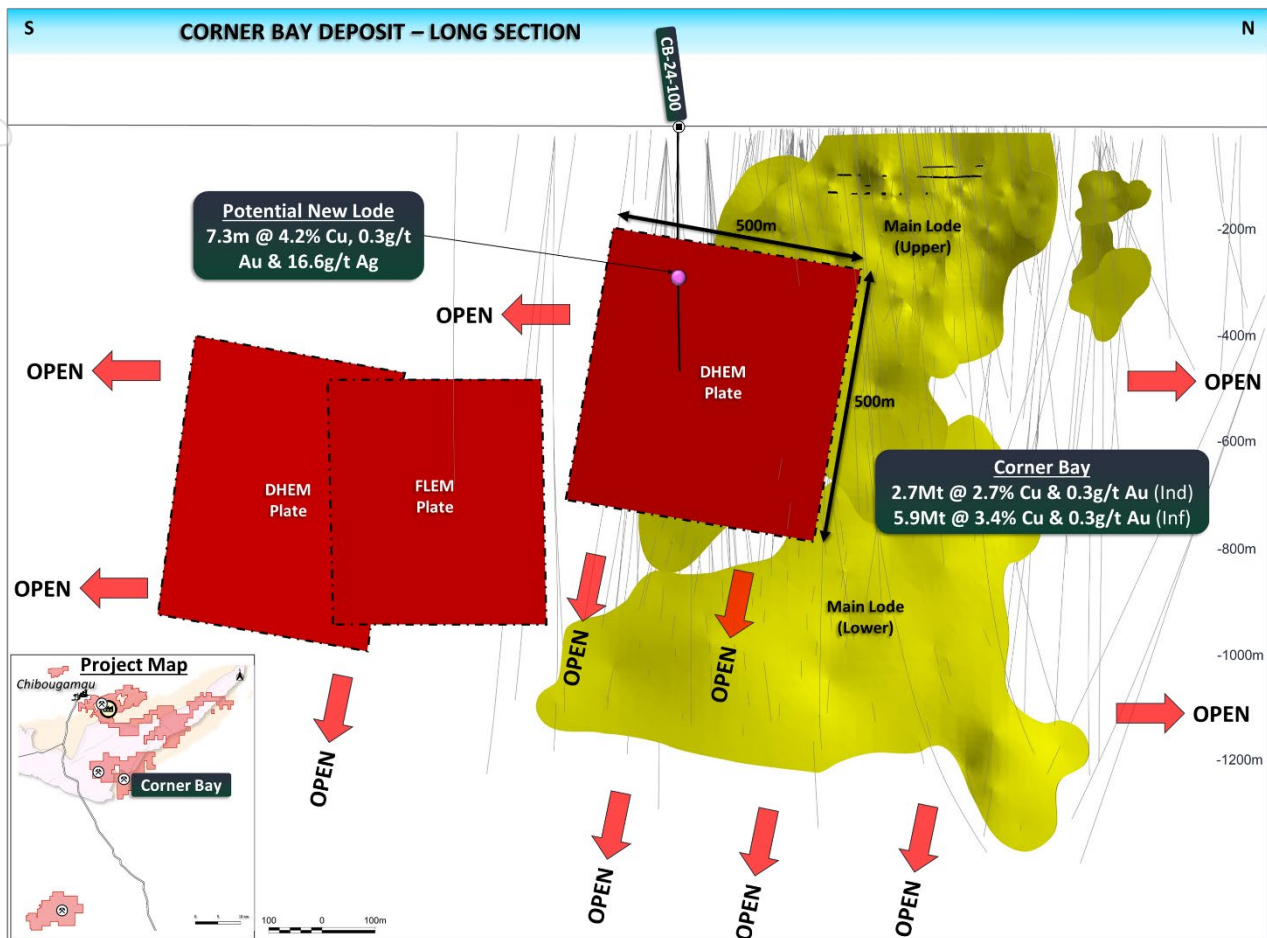 S
CORNER BAY DEPOSIT – LONG SECTION
N
CB-24-100
Potential New Lode
7.3m @ 4.2% Cu, 0.3g/t
Au & 16.6g/t Ag
500m
Main Lode
(Upper)
-200m
OPEN
-400m
OPEN
DHEM
Plate
OPEN
500m
-600m
DHEM
Plate
FLEM
Plate
Corner Bay
2.7Mt @ 2.7% Cu & 0.3g/t Au (Ind)
5.9Mt @ 3.4% Cu & 0.3g/t Au (Inf)
-800m
OPEN
Main Lode
(Lower)
OPEN
OPEN
-1000m
OPEN
OPEN
-1200m
OPEN
OPEN
OPEN
Project Map
Chibougamau
Corner Bay
100
0
100m